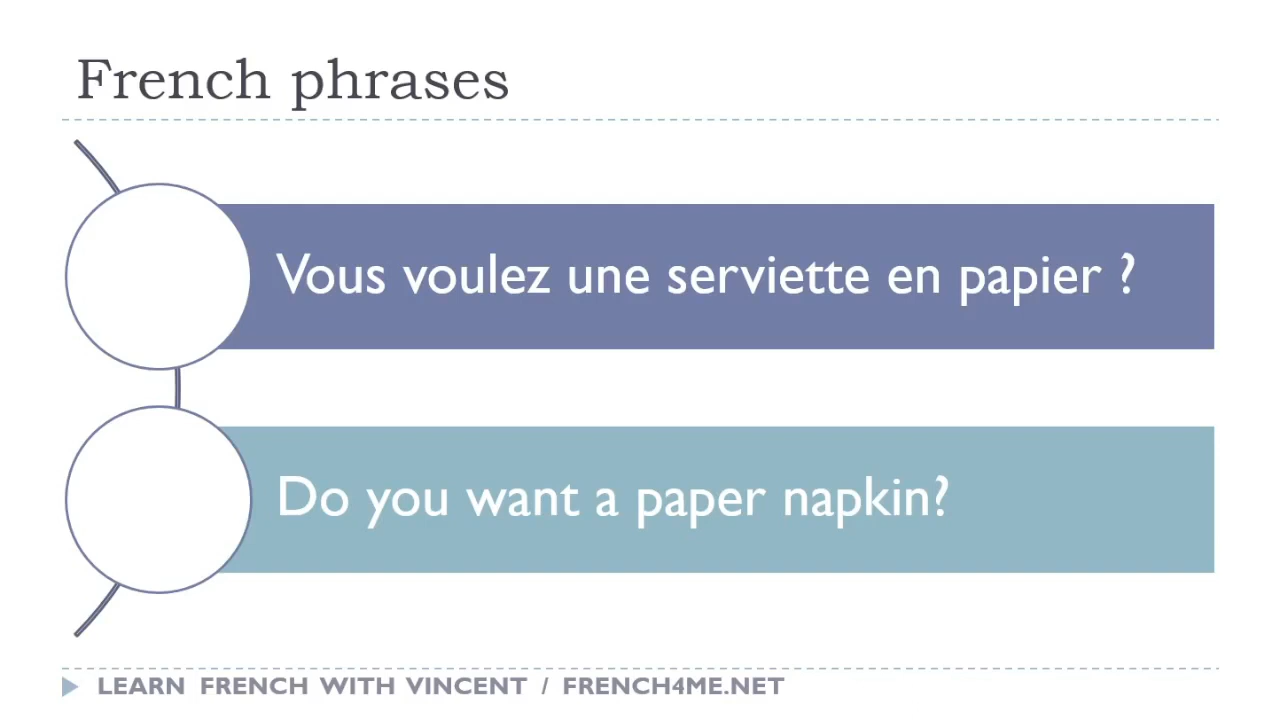 French phrases
Vous voulez une serviette en papier ?
Do you want a paper napkin?
LEARN FRENCH WITH VINCENT / FRENCH4ME.NET